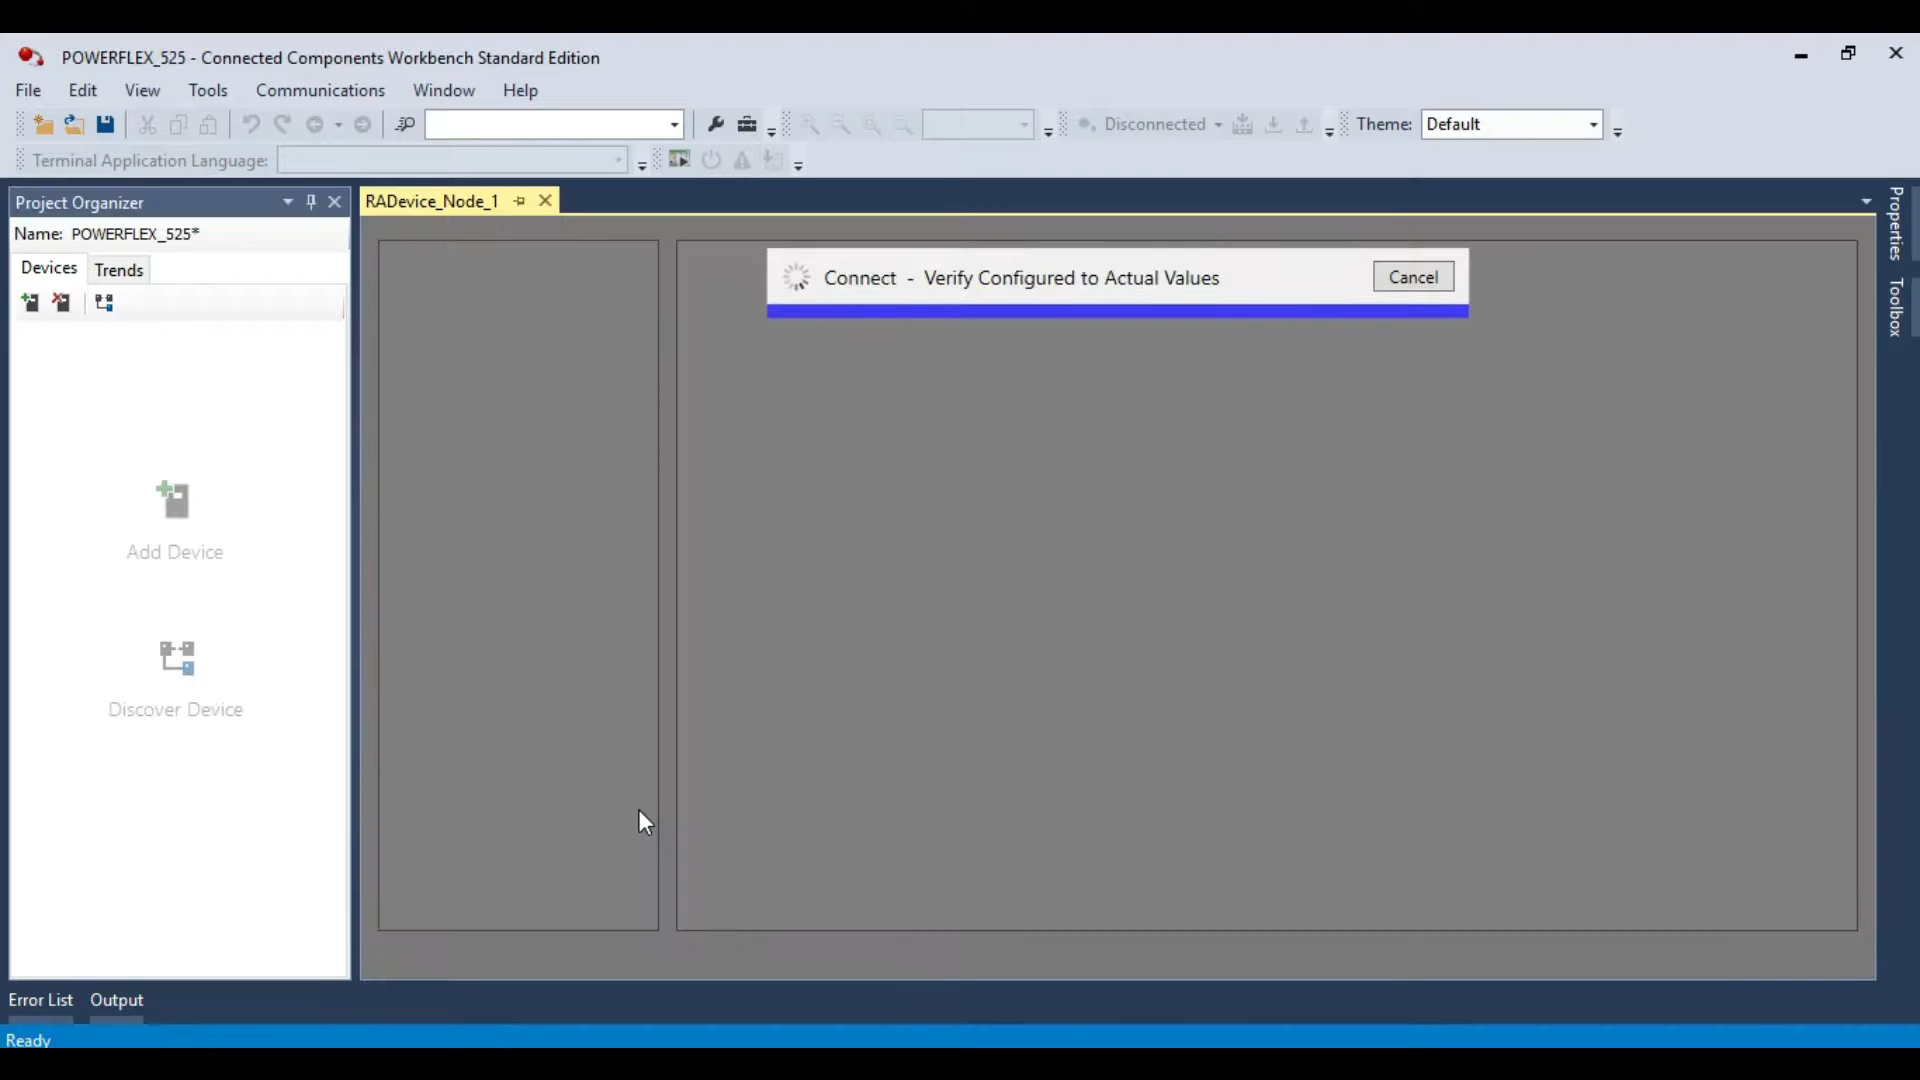 POWERFLEX_525 - Connected Components Workbench Standard Edition
File Edit View Tools Communications Window Help
Disconnected Theme: Default
Terminal Application Language:
Project Organizer
Name: POWERFLEX_525*
Devices Trends
Add Device
Discover Device
RADevice_Node_1
Connect - Verify Configured to Actual Values Cancel
Properties
Toolbox
Error List Output
Ready